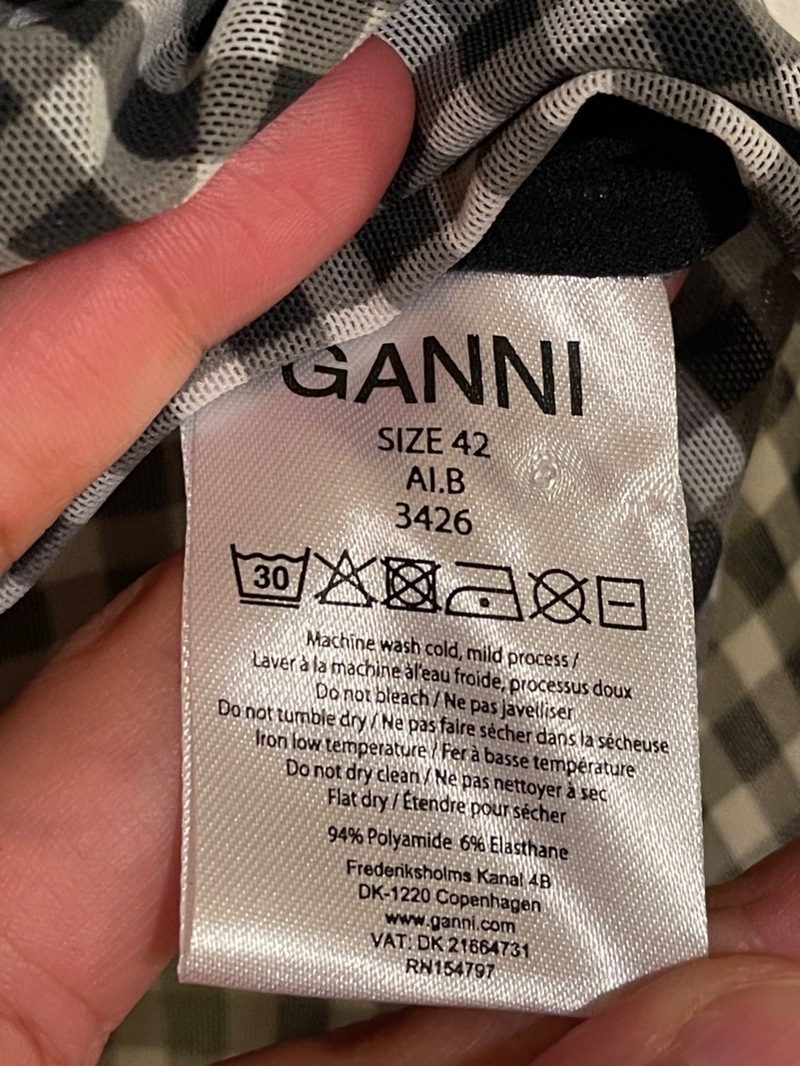 GANNI
SIZE 42
AI.B
3426
30
Machine wash cold, mild process /
Laver à la machine àl'eau froide, processus doux
Do not bleach / Ne pas javelliser
Do not tumble dry / Ne pas faire sécher dans la sécheuse
Iron low temperature / Fer à basse température
Do not dry clean / Ne pas nettoyer à sec
Flat dry / Étendre pour sécher
94% Polyamide 6% Elasthane
Frederiksholms Kanal 4B
DK-1220 Copenhagen
www.ganni.com
VAT: DK 21664731
RN154797